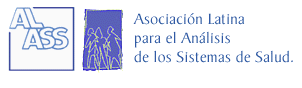 AL
ASS
Asociación Latina
para el Análisis
de los Sistemas de Salud.